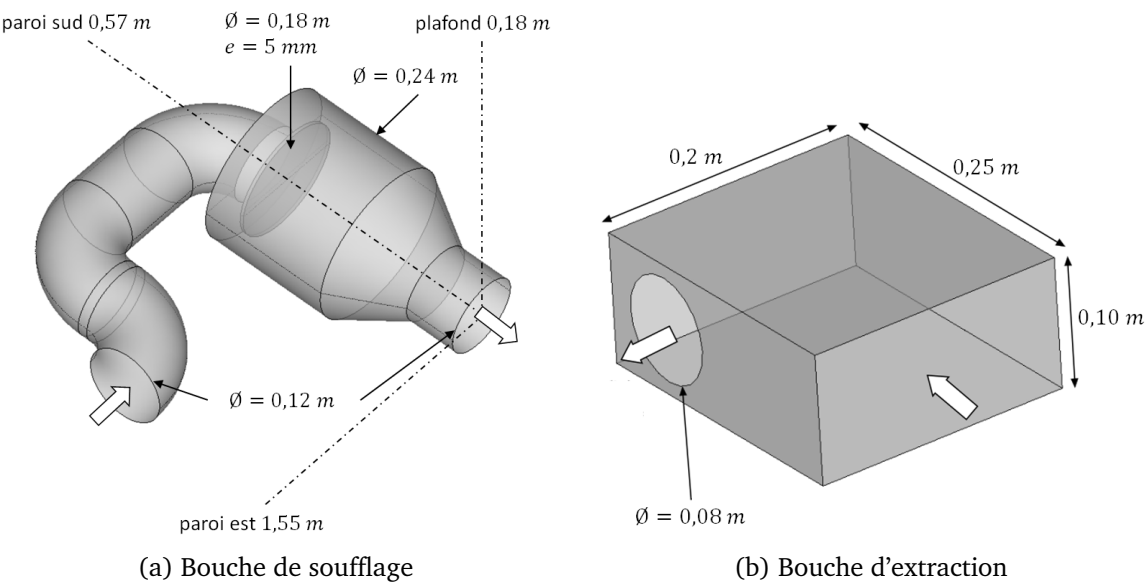 paroi sud 0,57 m
Ø = 0,18 m
e = 5 mm
plafond 0,18 m
Ø = 0,24 m
Ø = 0,12 m
paroi est 1,55 m
(a) Bouche de soufflage
0,2 m
0,25 m
0,10 m
Ø = 0,08 m
(b) Bouche d’extraction